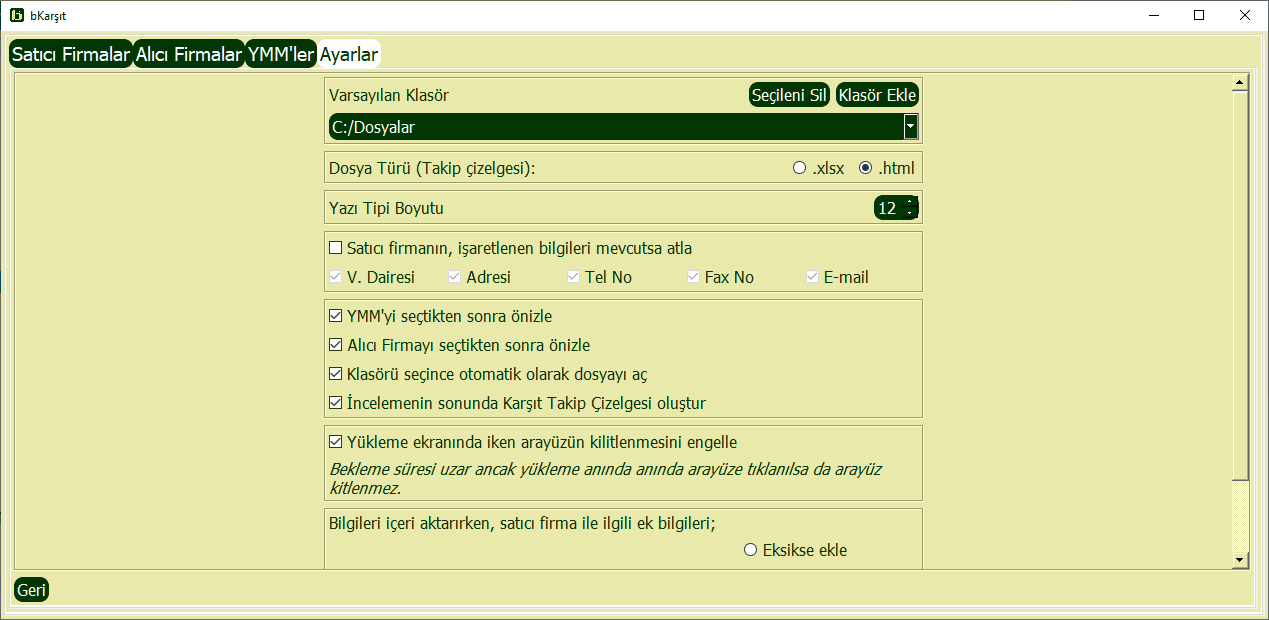 bKarşıt
Satıcı Firmalar Alıcı Firmalar YMM'ler Ayarlar
Varsayılan Klasör Seçileni Sil Klasör Ekle
C:/Dosyalar
Dosya Türü (Takip çizelgesi): .xlsx .html
Yazı Tipi Boyutu 12
Satıcı firmanın, işaretlenen bilgileri mevcutsa atla
V. Dairesi Adresi Tel No Fax No E-mail
YMM'yi seçtikten sonra önizle
Alıcı Firmayı seçtikten sonra önizle
Klasörü seçince otomatik olarak dosyayı aç
İncelemenin sonunda Karşıt Takip Çizelgesi oluştur
Yükleme ekranında iken arayüzün kilitlenmesini engelle
Bekleme süresi uzar ancak yükleme anında anında arayüze tıklanılsa da arayüz
kitlenmez.
Bilgileri içeri aktarırken, satıcı firma ile ilgili ek bilgileri;
Eksikse ekle
Geri